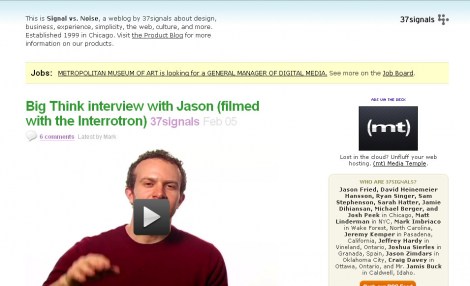 This is Signal vs. Noise, a weblog by 37signals about design,
business, experience, simplicity, the web, culture, and more.
Established 1999 in Chicago. Visit the Product Blog for more
information on our products.
37signals
Jobs: METROPOLITAN MUSEUM OF ART is looking for a GENERAL MANAGER OF DIGITAL MEDIA. See more on the Job Board.
Big Think interview with Jason (filmed
with the Interrotron) 37signals Feb 05
6 comments Latest by Mark
ADS VIA THE DECK
(mt)
Lost in the cloud? Unfluff your web
hosting. (mt) Media Temple.
WHO ARE 37SIGNALS?
Jason Fried, David Heinemeier
Hansson, Ryan Singer, Sam
Stephenson, Sarah Hatter, Jamie
Dihiansan, Michael Berger, and
Josh Peek in Chicago, Matt
Linderman in NYC, Mark Imbriaco
in Wake Forest, North Carolina,
Jeremy Kemper in Pasadena,
California, Jeffrey Hardy in
Vineland, Ontario, Joshua Sierles in
Granada, Spain, Jason Zimdars in
Oklahoma City, Craig Davey in
Ottawa, Ontario, and Mr. Jamis Buck
in Caldwell, Idaho.